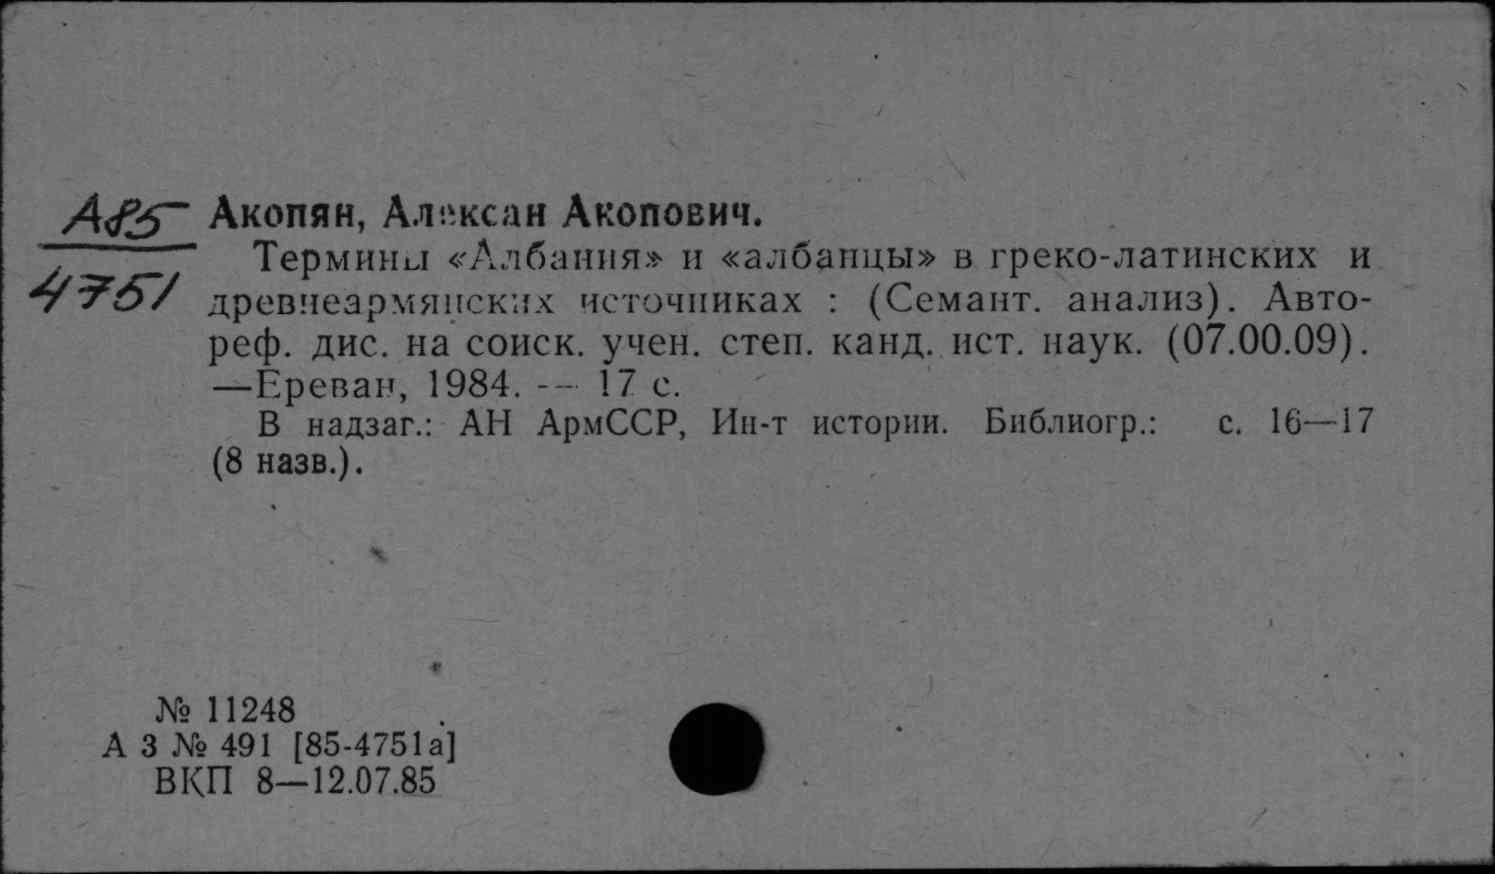 А85
4751
Акопян, Алексан Акопович.
Термины «Албания» и «албанцы» в греко-латинских и
древнеармянских источниках : (Семант. анализ). Авто-
реф. дис. на соиск. учен. степ. канд. ист. наук. (07.00.09).
—Ереван, 1984. — 17 с.
В надзаг.: АН АрмССР, Ин-т истории. Библиогр.: с. 16—17
(8 назв.).
№ 11248
А 3 № 491 [85-4751а]
ВКП 8—12.07.85